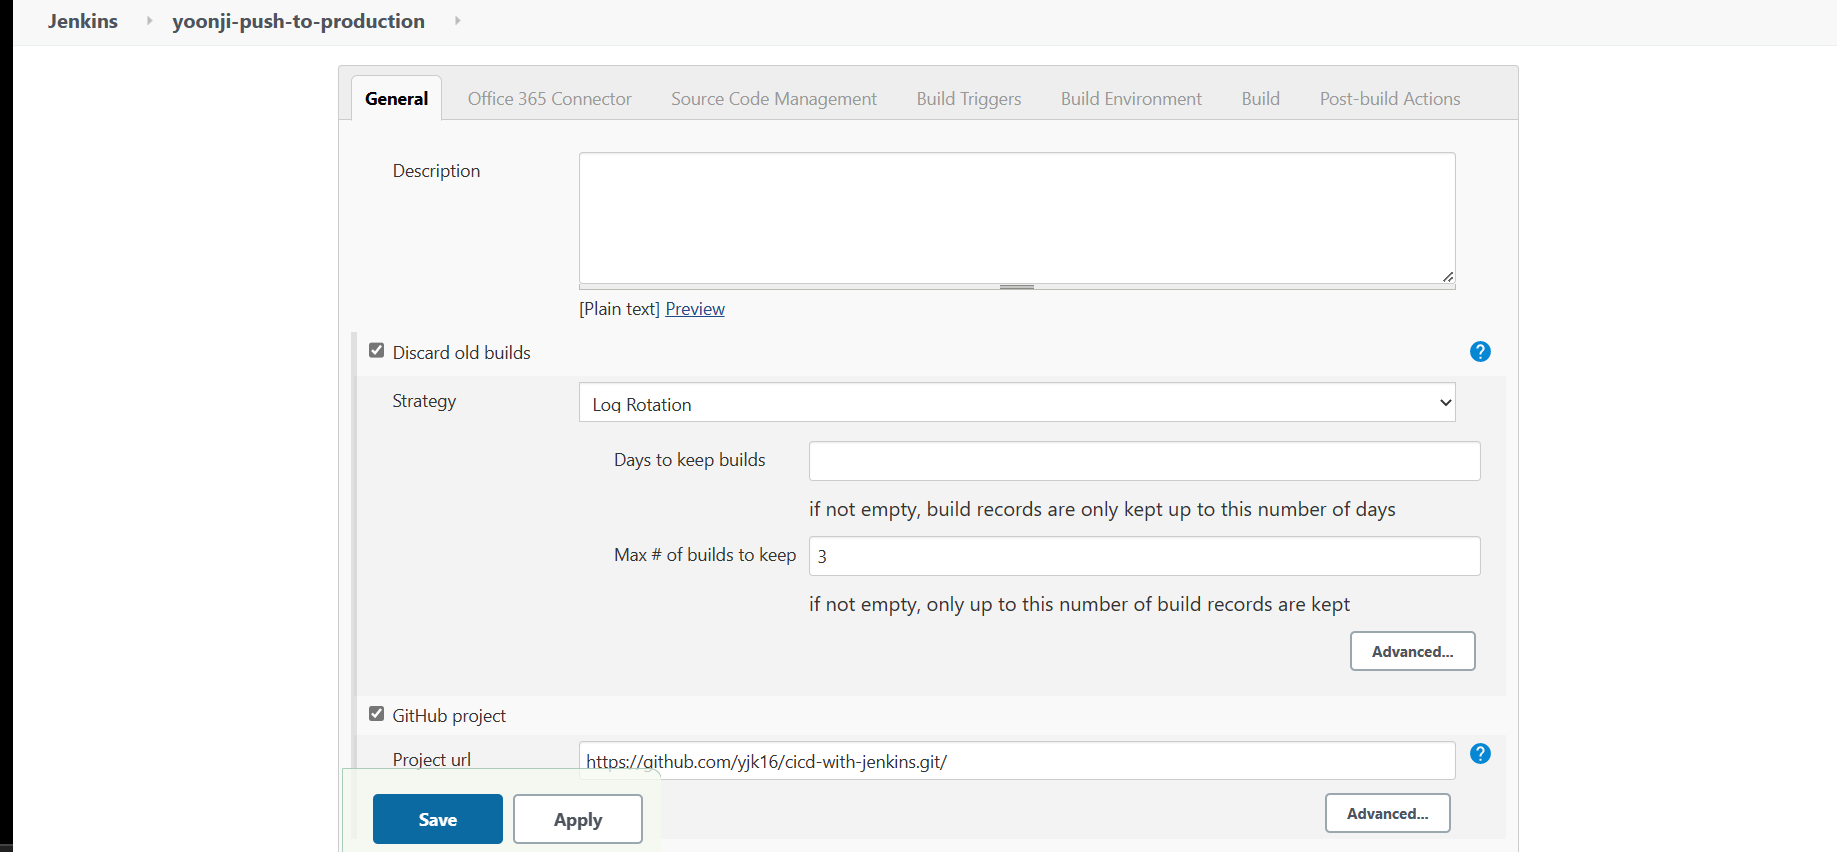 Jenkins yoonji-push-to-production
General Office 365 Connector Source Code Management Build Triggers Build Environment Build Post-build Actions
Description
[Plain text] Preview
Discard old builds
?
Strategy
Log Rotation
Days to keep builds
if not empty, build records are only kept up to this number of days
Max # of builds to keep
3
if not empty, only up to this number of build records are kept
Advanced...
GitHub project
Project url
https://github.com/yjk16/cicd-with-jenkins.git/
?
Save Apply
Advanced...